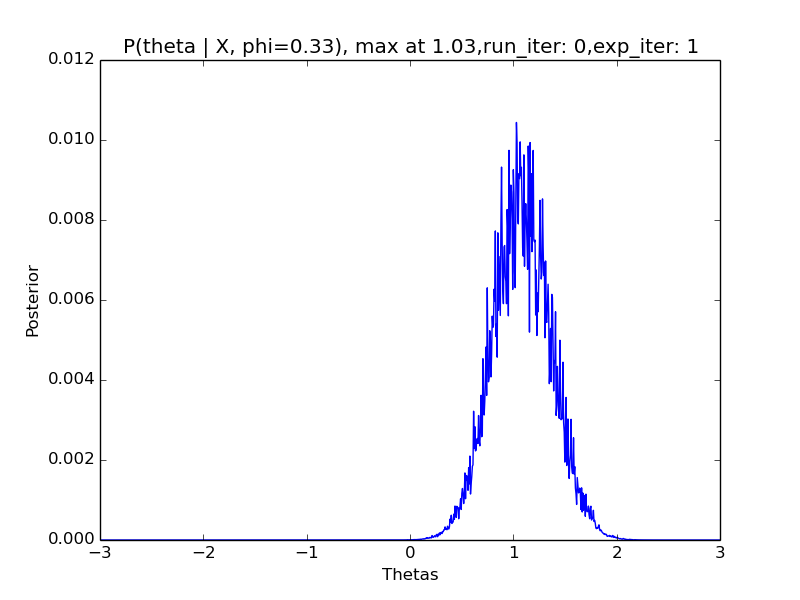 P(theta | X, phi=0.33), max at 1.03,run_iter: 0,exp_iter: 1
0.012
0.010
0.008
0.006
0.004
0.002
0.000
Posterior
−3 −2 −1 0 1 2 3
Thetas